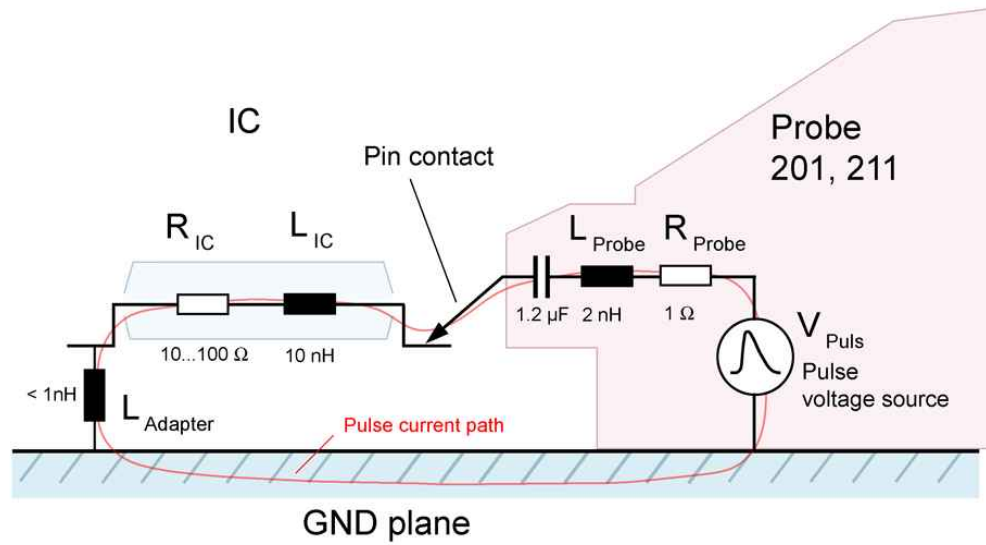 IC
Probe
201, 211
Pin contact
R IC
L IC
L Probe
R Probe
10...100 Ω
10 nH
1.2 µF
2 nH
1 Ω
V Puls
Pulse
voltage source
< 1nH
L Adapter
Pulse current path
GND plane